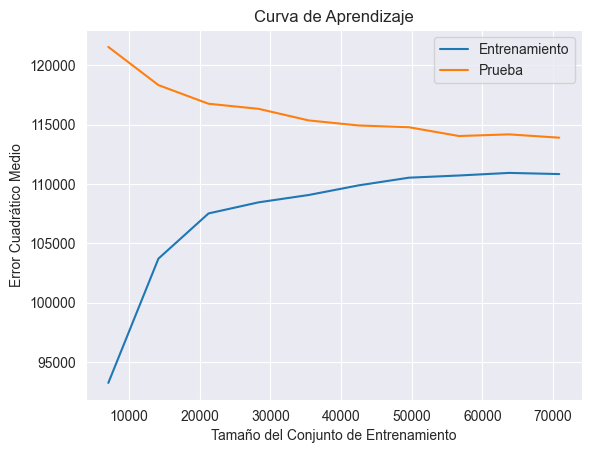 Curva de Aprendizaje
Entrenamiento
Prueba
120000
115000
110000
105000
100000
95000
Error Cuadrático Medio
10000 20000 30000 40000 50000 60000 70000
Tamaño del Conjunto de Entrenamiento